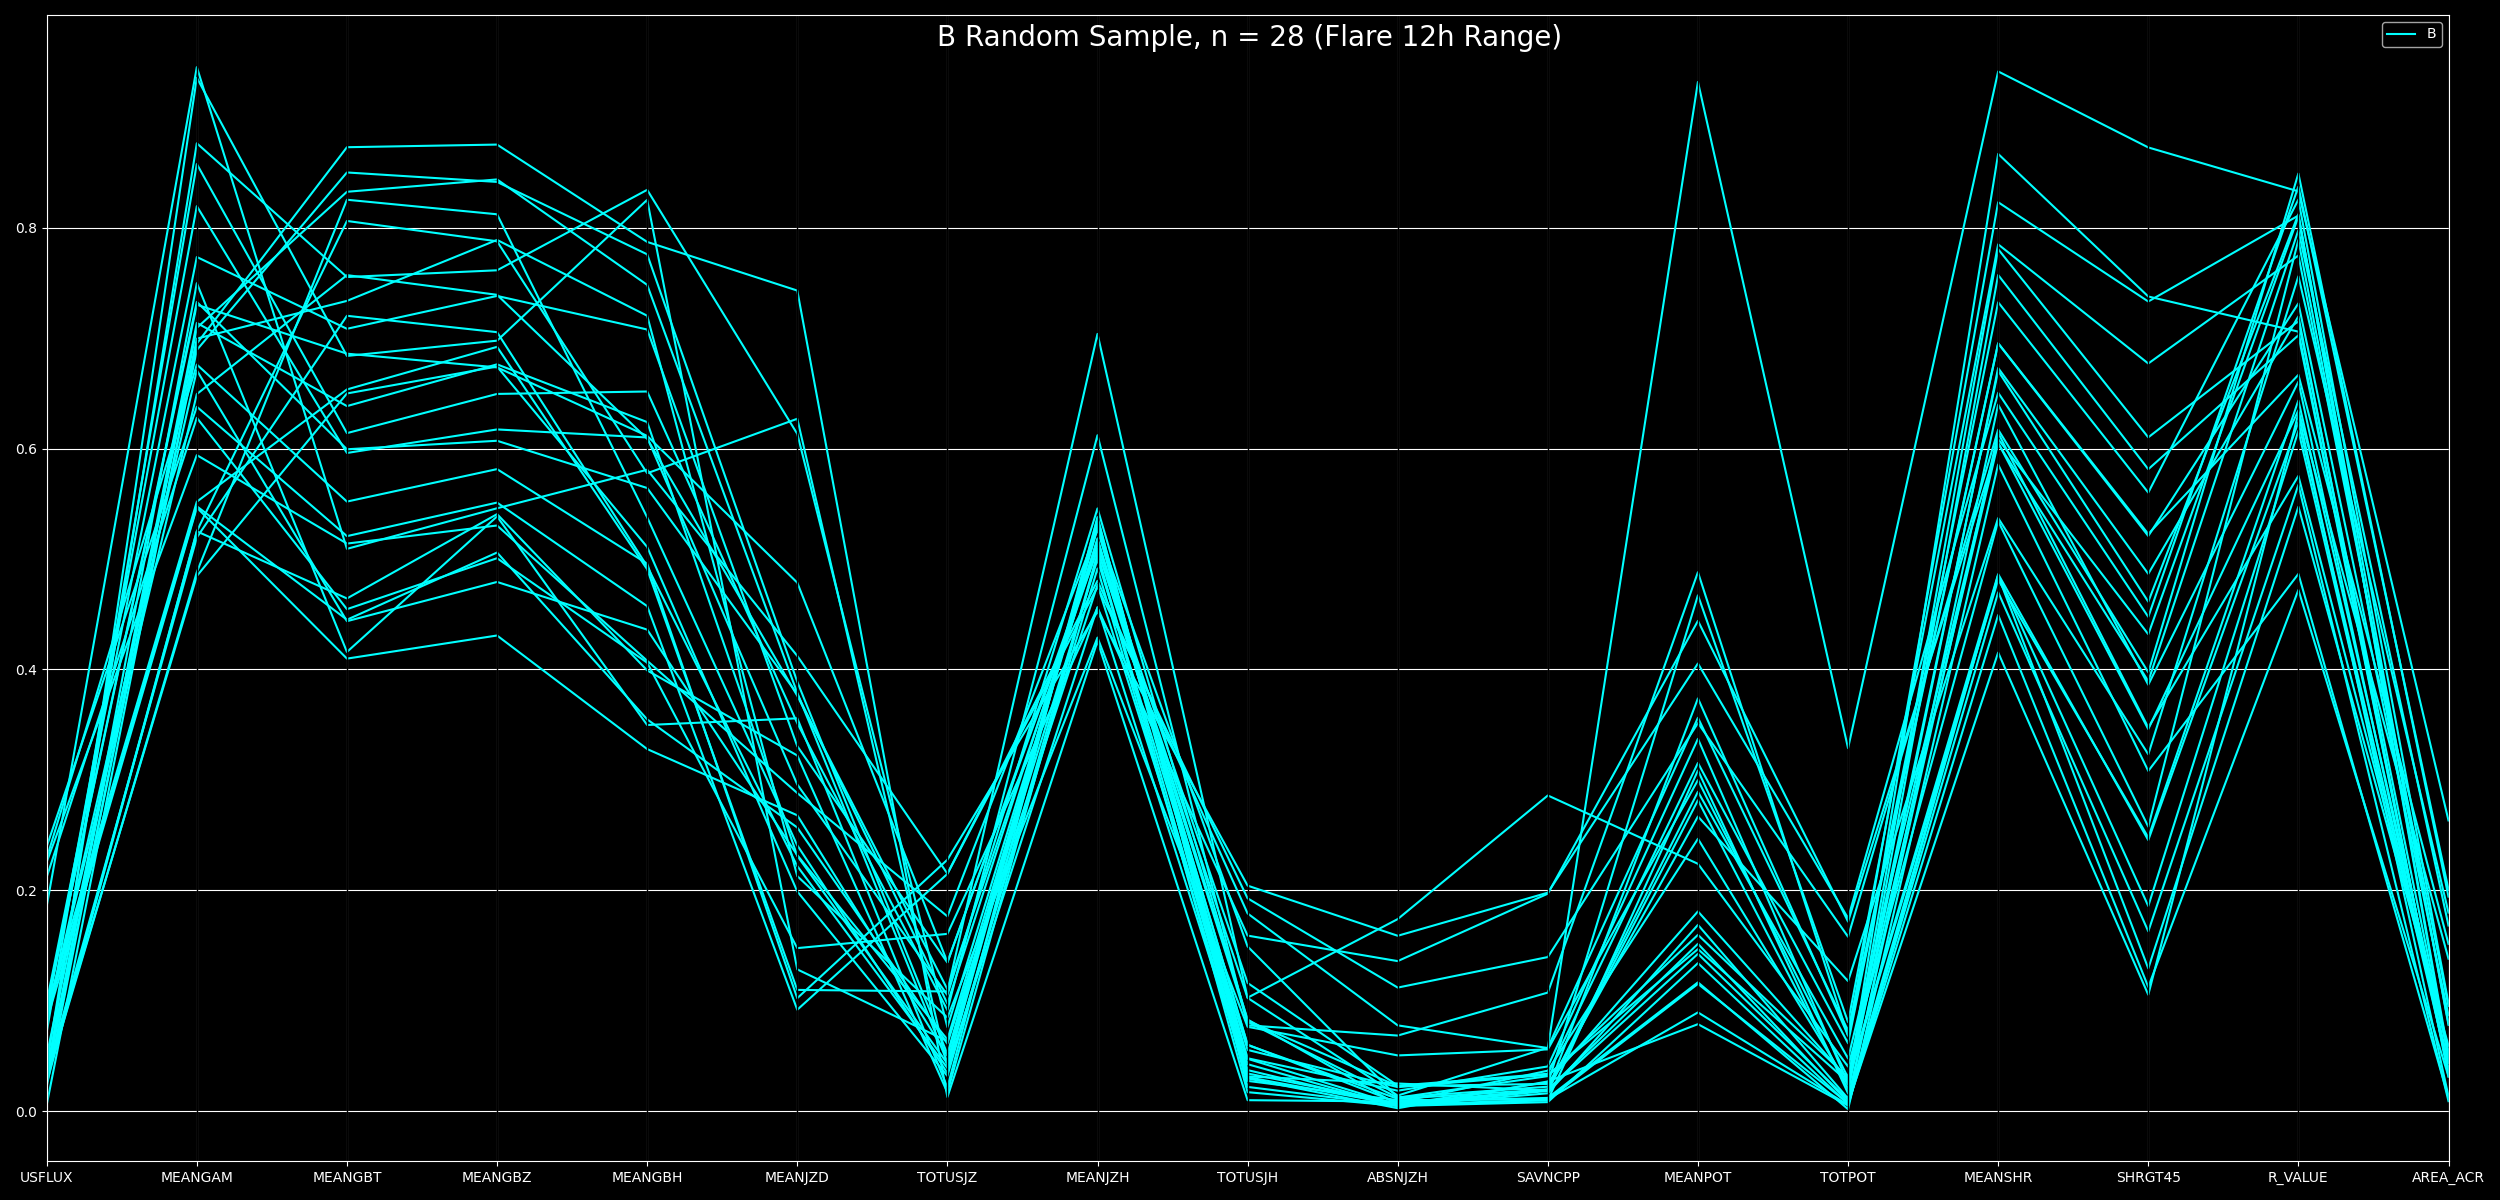 B Random Sample, n = 28 (Flare 12h Range)
B
0.8
0.6
0.4
0.2
0.0
USFLUX MEANGAM MEANGBT MEANGBZ MEANGBH MEANJZD TOTUSJZ MEANJZH TOTUSJH ABSNJZH SAVNCPP MEANPOT TOTPOT MEANSHR SHRGT45 R_VALUE AREA_ACR